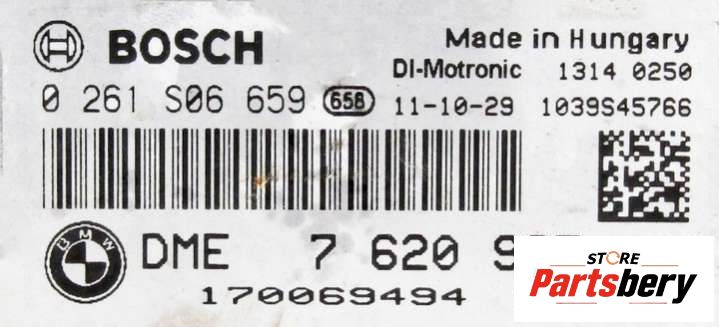 BOSCH
Made in Hungary
DI-Motronic 1314 0250
0 261 S06 659 658 11-10-29 1039S45766
BMW
DME 7 620
170069494
STORE
Partsbery